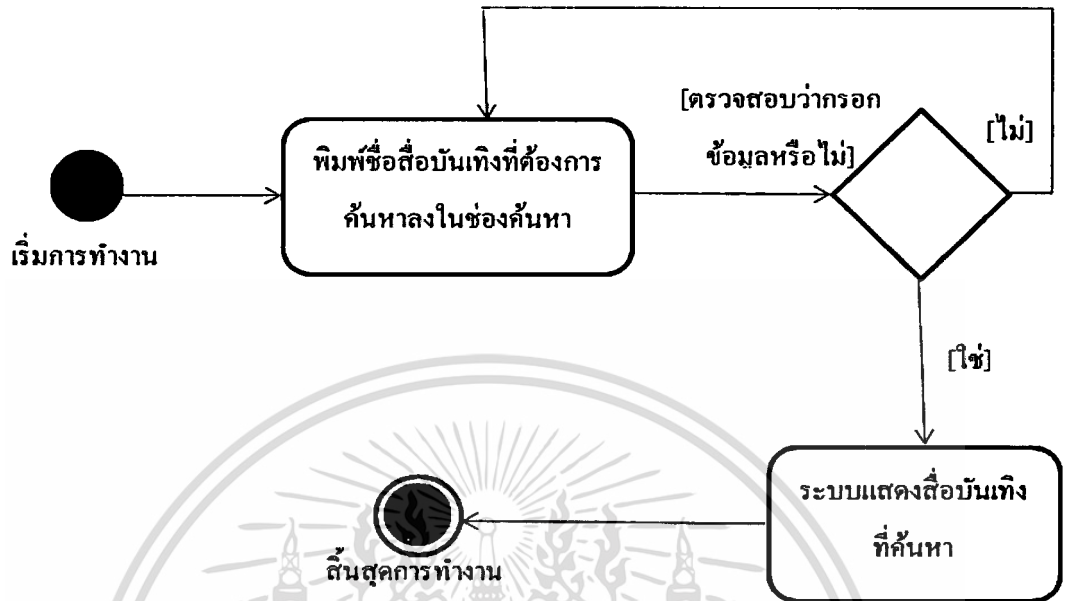 [ตรวจสอบว่ากรอก
ข้อมูลหรือไม่]
[ไม่]
พิมพ์ชื่อสื่อบันเทิงที่ต้องการ
ค้นหาลงในช่องค้นหา
เริ่มการทำงาน
[ใช่]
ระบบแสดงสื่อบันเทิง
ที่ค้นหา
สิ้นสุดการทำงาน